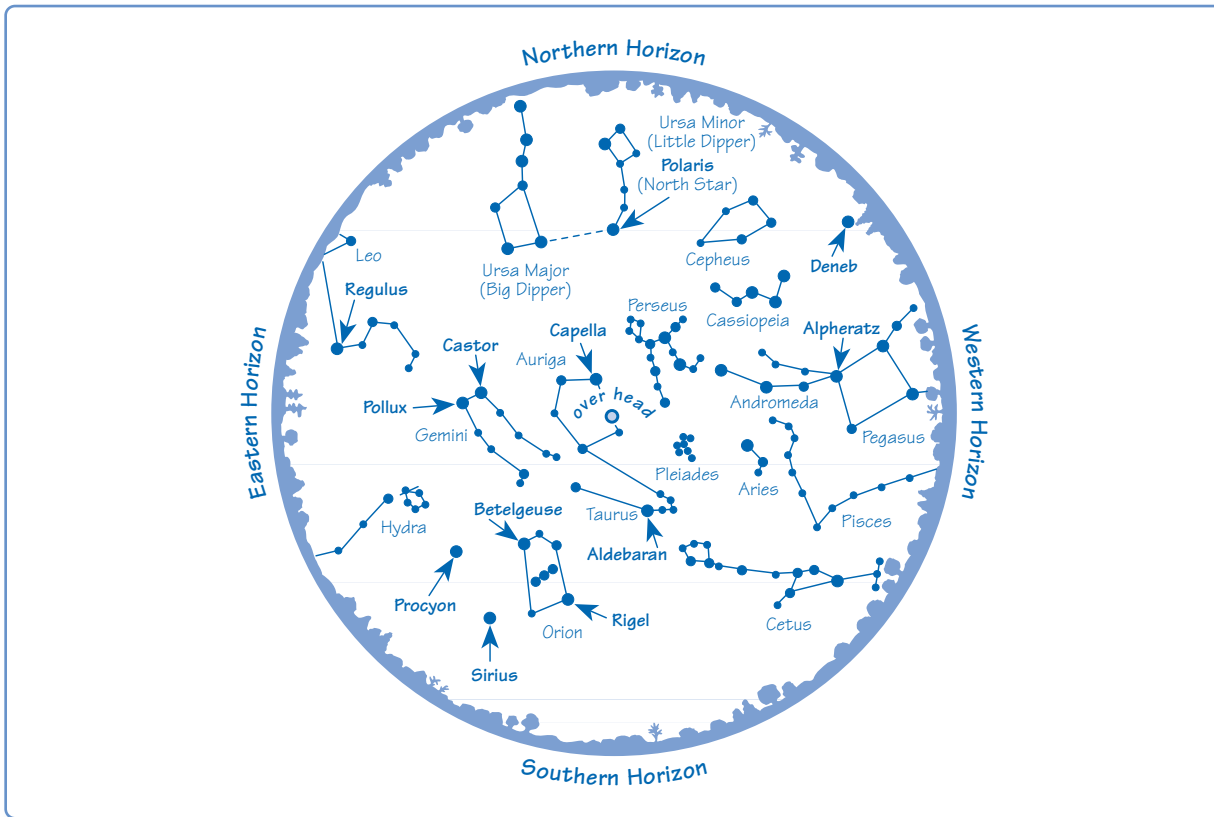 Northern Horizon
Ursa Minor
(Little Dipper)
Polaris
(North Star)
Leo
Cepheus
Deneb
Ursa Major
(Big Dipper)
Regulus
Perseus
Cassiopeia
Capella
Alpheratz
Castor
Auriga
over head
Andromeda
Pollux
Gemini
Pegasus
Eastern Horizon
Western Horizon
Pleiades
Aries
Hydra
Betelgeuse
Taurus
Pisces
Aldebaran
Procyon
Rigel
Orion
Cetus
Sirius
Southern Horizon